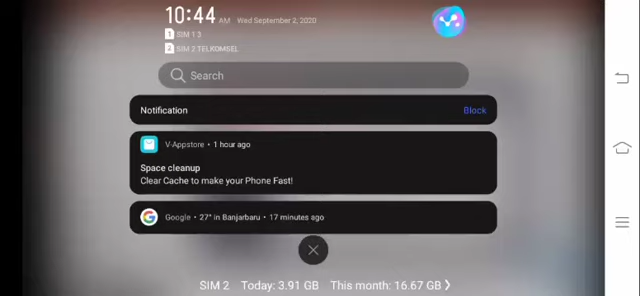 10:44 AM Wed September 2, 2020
1 SIM 1 3
2 SIM 2 TELKOMSEL
Search
Notification Block
V-Appstore • 1 hour ago
Space cleanup
Clear Cache to make your Phone Fast!
Google • 27° in Banjarbaru • 17 minutes ago
SIM 2 Today: 3.91 GB This month: 16.67 GB